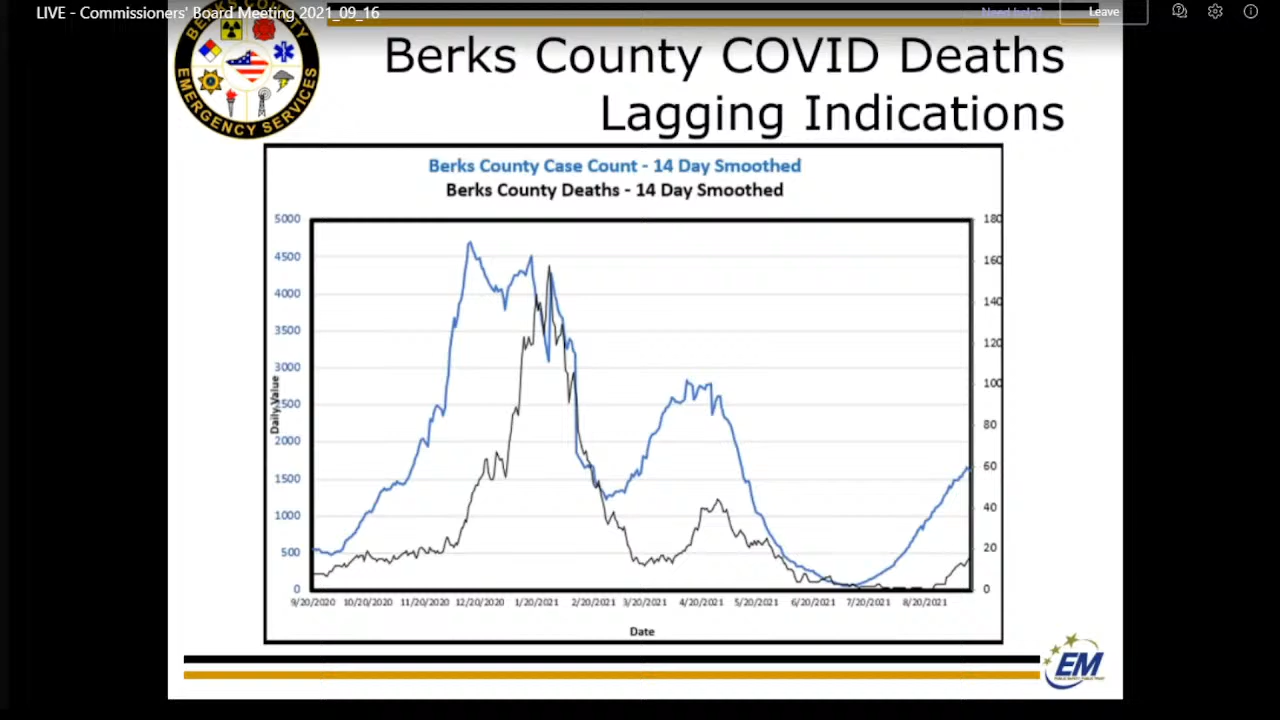 LIVE - Commissioners' Board Meeting 2021_09_16
Need help?
Leave
BERKS COUNTY
EMERGENCY SERVICES
Berks County COVID Deaths
Lagging Indications
Berks County Case Count - 14 Day Smoothed
Berks County Deaths - 14 Day Smoothed
5000
4500
4000
3500
3000
2500
2000
1500
1000
500
0
Daily Value
180
160
140
120
100
80
60
40
20
0
9/20/2020 10/20/2020 11/20/2020 12/20/2020 1/20/2021 2/20/2021 3/20/2021 4/20/2021 5/20/2021 6/20/2021 7/20/2021 8/20/2021
Date
EM